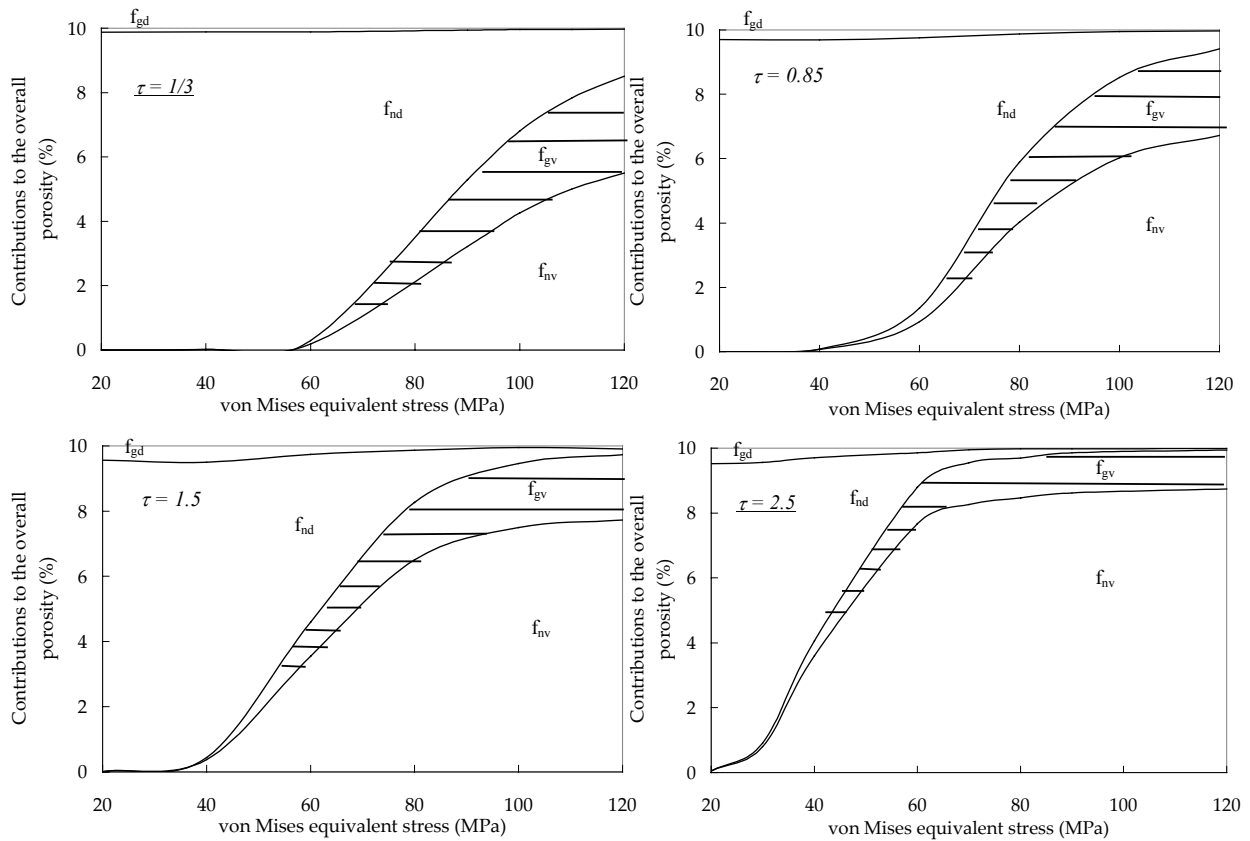 f_gd
10
8
6
4
2
0
τ = 1/3
f_nd
f_gv
f_nv
20 40 60 80 100 120
von Mises equivalent stress (MPa)
Contributions to the overall
porosity (%)
f_gd
10
8
6
4
2
0
τ = 0.85
f_nd
f_gv
f_nv
20 40 60 80 100 120
von Mises equivalent stress (MPa)
Contributions to the overall
porosity (%)
f_gd
10
8
6
4
2
0
τ = 1.5
f_nd
f_gv
f_nv
20 40 60 80 100 120
von Mises equivalent stress (MPa)
Contributions to the overall
porosity (%)
f_gd
10
8
6
4
2
0
τ = 2.5
f_nd
f_gv
f_nv
20 40 60 80 100 120
von Mises equivalent stress (MPa)
Contributions to the overall
porosity (%)